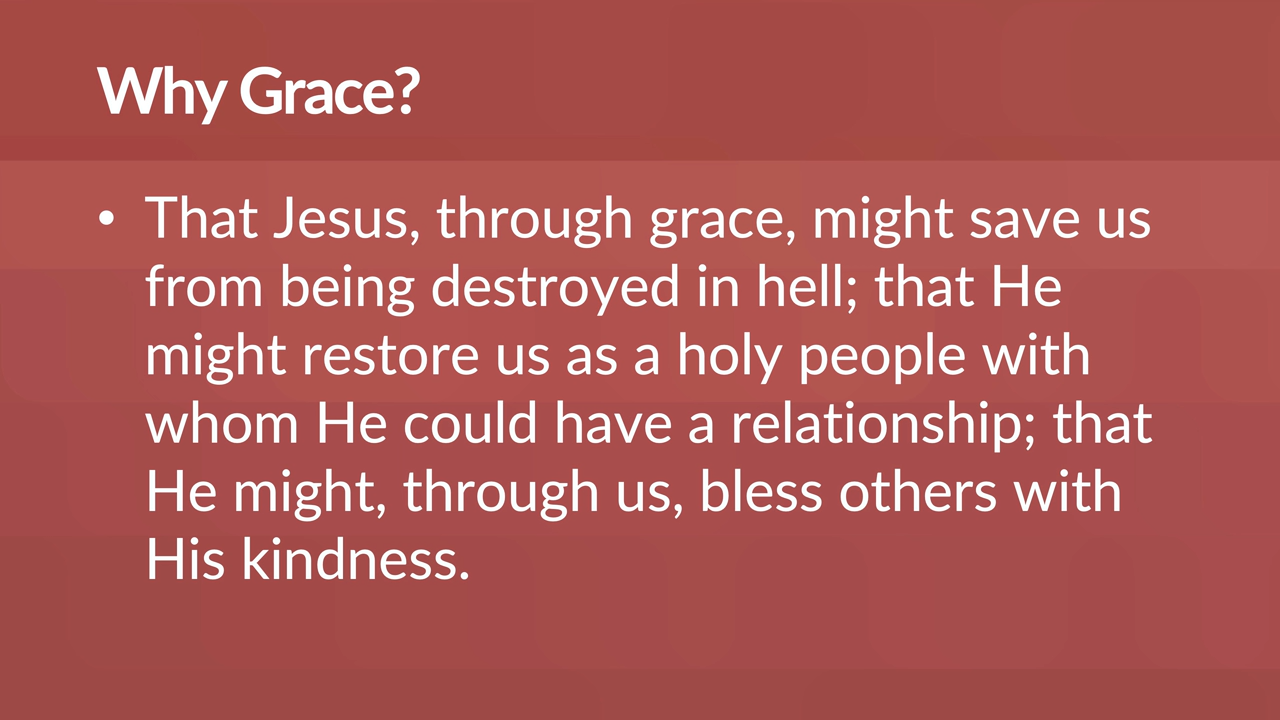 Why Grace?
• That Jesus, through grace, might save us
from being destroyed in hell; that He
might restore us as a holy people with
whom He could have a relationship; that
He might, through us, bless others with
His kindness.